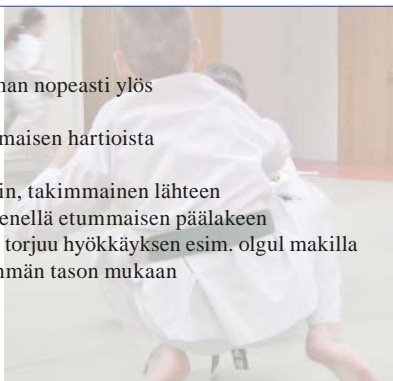 nan nopeasti ylös
maisen hartioista
in, takimmainen lähteen
enellä etummaisen päälakeen
torjuu hyökkäyksen esim. olgul makilla
mmän tason mukaan